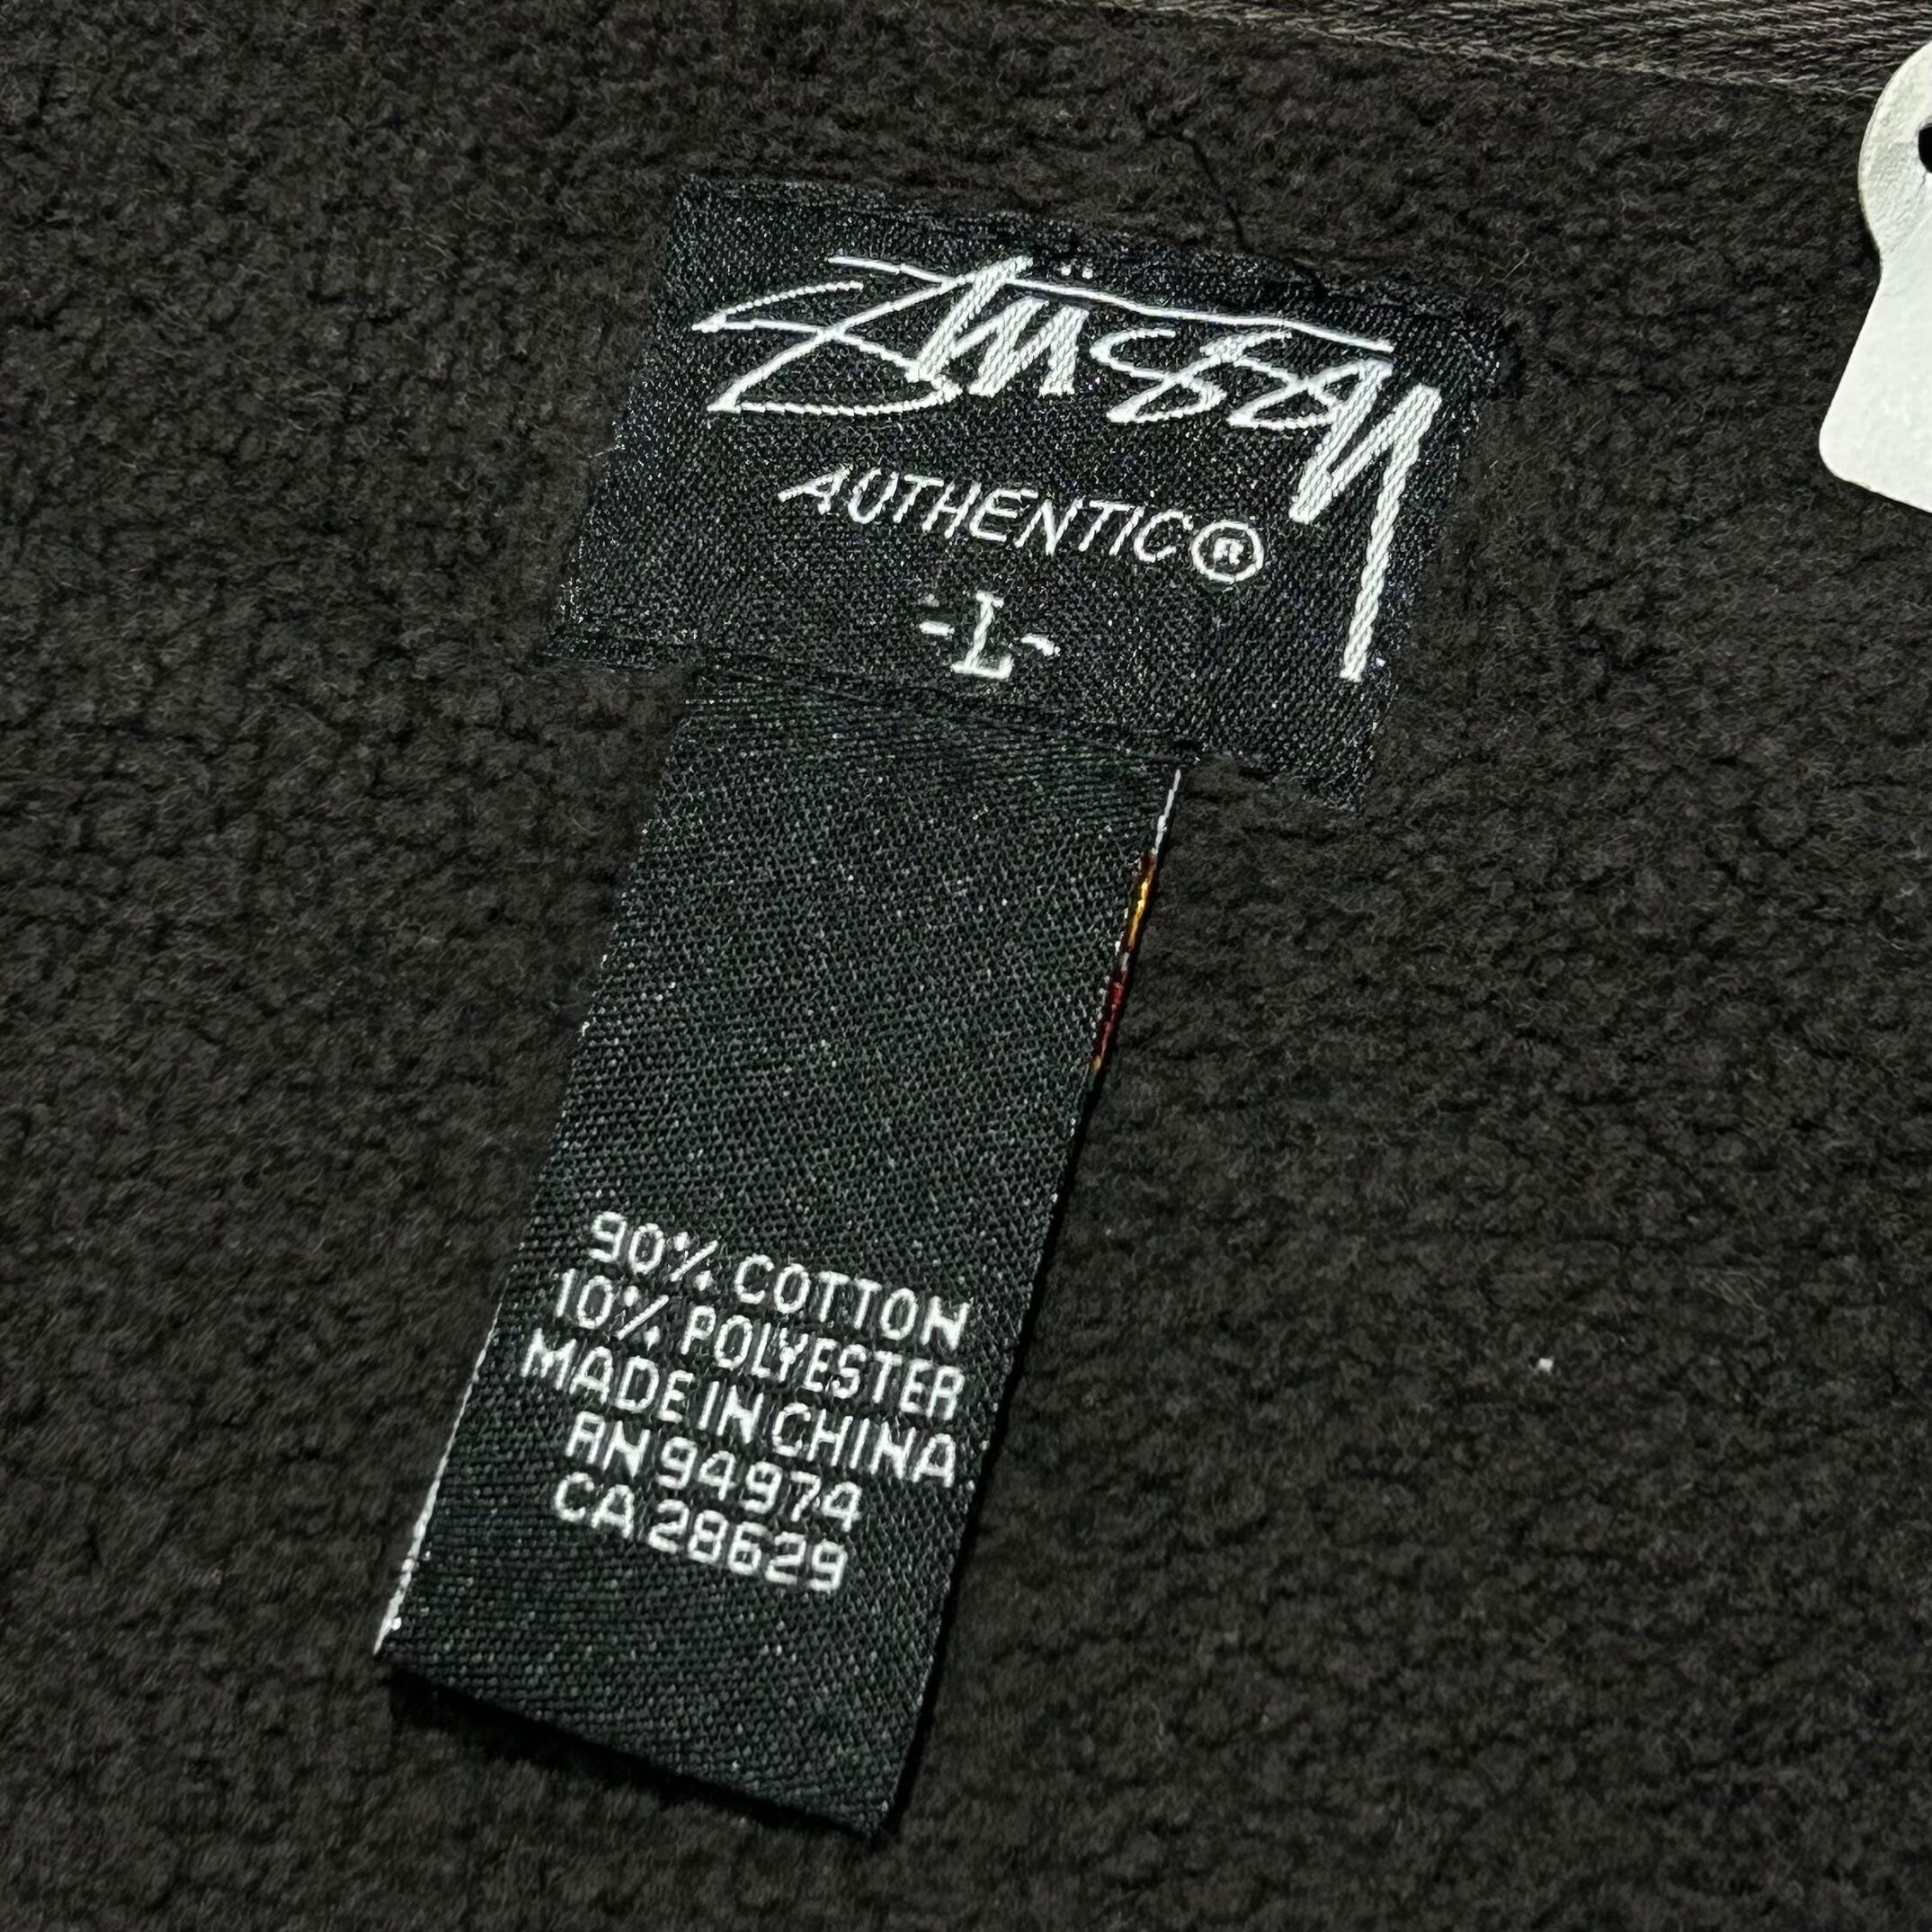 Stüssy
AUTHENTIC®
-L-
90% COTTON
10% POLYESTER
MADE IN CHINA
RN 94974
CA 28629